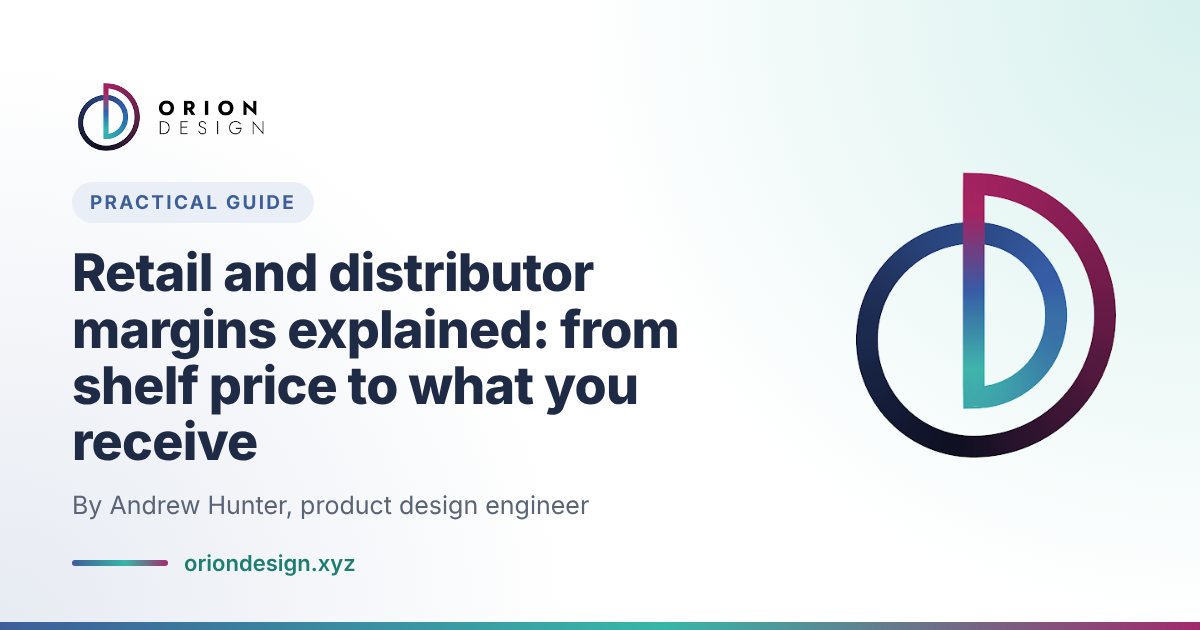 ORION
DESIGN
PRACTICAL GUIDE
Retail and distributor
margins explained: from
shelf price to what you
receive
By Andrew Hunter, product design engineer
oriondesign.xyz